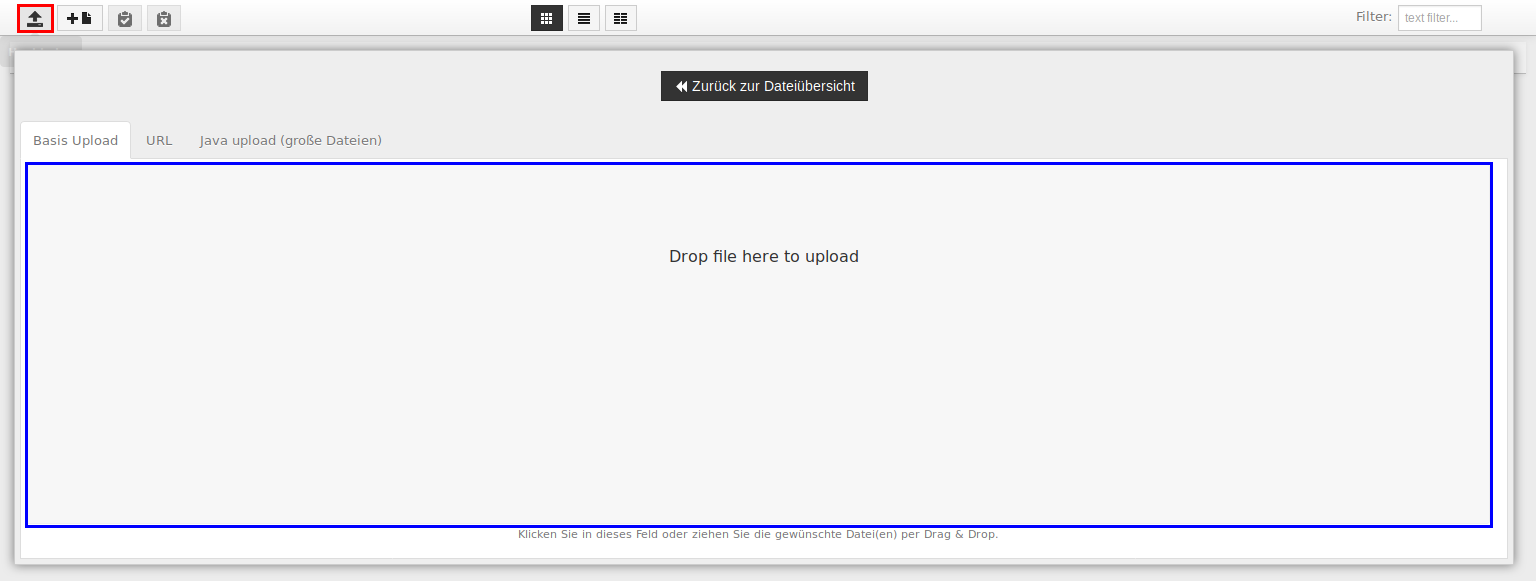 Filter: text filter...
Zurück zur Dateiübersicht
Basis Upload URL Java upload (große Dateien)
Drop file here to upload
Klicken Sie in dieses Feld oder ziehen Sie die gewünschte Datei(en) per Drag & Drop.